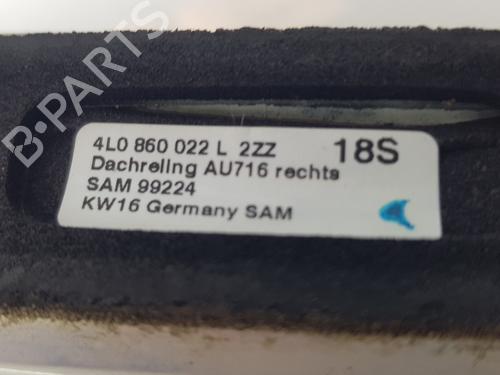 4L0 860 022 L 2ZZ 18S
Dachreling AU716 rechts
SAM 99224
KW16 Germany SAM
B-PARTS